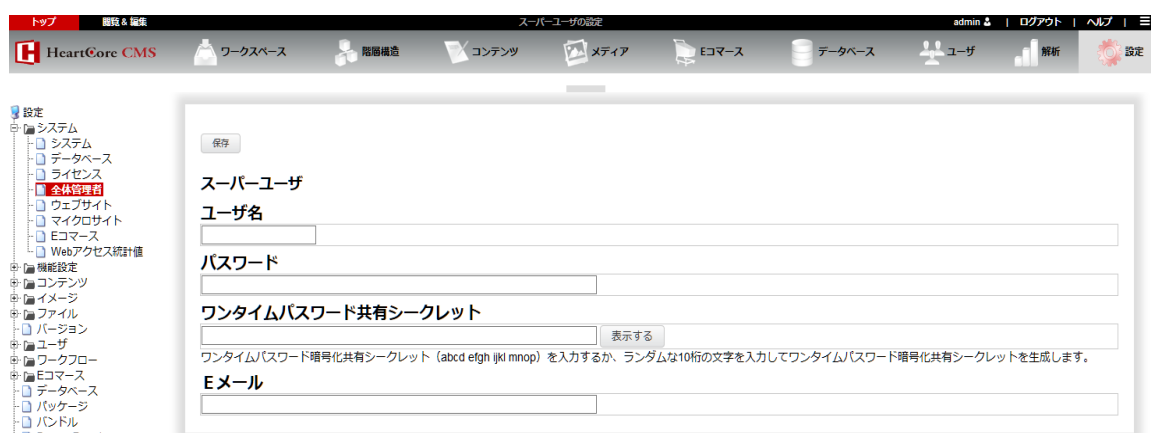 トップ 閲覧 & 編集 スーパーユーザの設定 admin | ログアウト | ヘルプ |
HeartCore CMS ワークスペース 階層構造 コンテンツ メディア Eコマース データベース ユーザ 解析 設定
設定
システム
システム
データベース
ライセンス
全体管理者
ウェブサイト
マイクロサイト
Eコマース
Webアクセス統計値
機能設定
コンテンツ
イメージ
ファイル
バージョン
ユーザ
ワークフロー
Eコマース
データベース
パッケージ
バンドル
保存
スーパーユーザ
ユーザ名
パスワード
ワンタイムパスワード共有シークレット
表示する
ワンタイムパスワード暗号化共有シークレット（abcd efgh ijkl mnop）を入力するか、ランダムな10桁の文字を入力してワンタイムパスワード暗号化共有シークレットを生成します。
Eメール